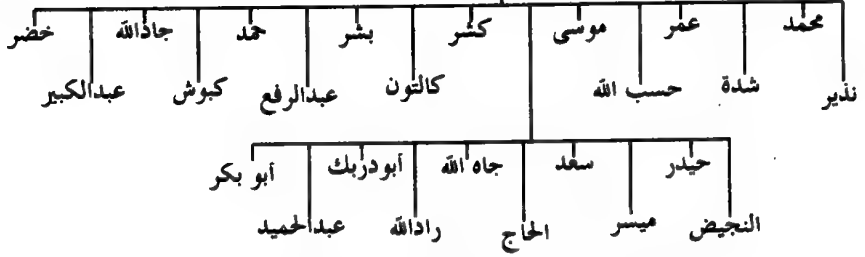 محمد عمر موسى كشر بشر حمد جاذالله خضر
نذير شدة حسب الله كالتون عبدالرفع كبوش عبدالكبير
حيدر سعد جاه الله أبودربك أبو بكر
النجيض ميسر الحاج رادالله عبدالحميد